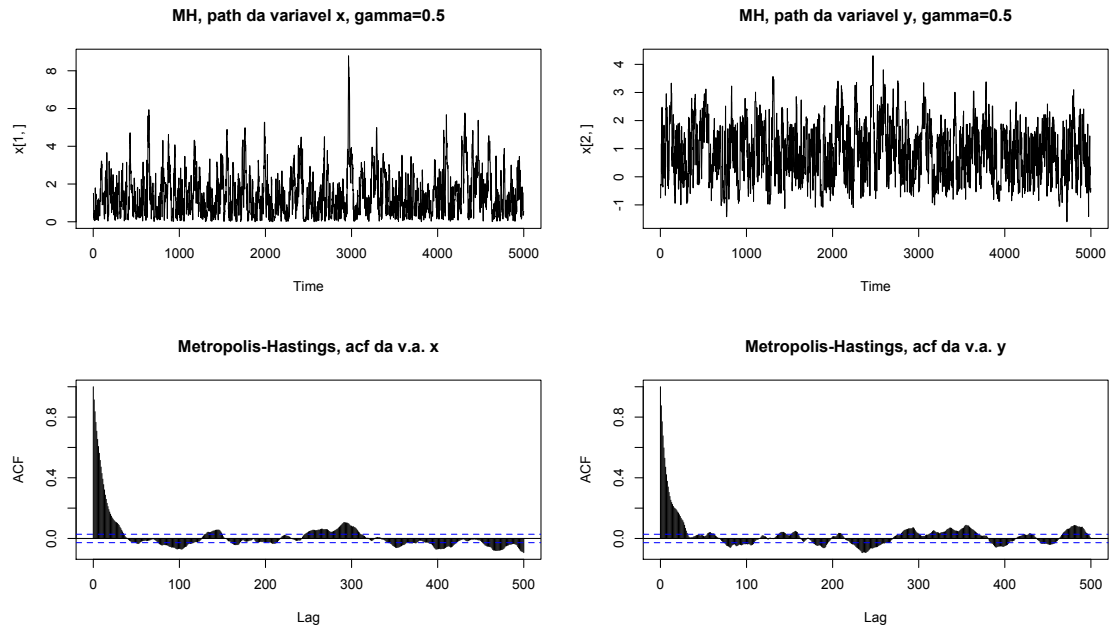 MH, path da variavel x, gamma=0.5
x[1, ]
8
6
4
2
0
0 1000 2000 3000 4000 5000
Time
MH, path da variavel y, gamma=0.5
x[2, ]
4
3
2
1
0
-1
0 1000 2000 3000 4000 5000
Time
Metropolis-Hastings, acf da v.a. x
ACF
0.8
0.4
0.0
0 100 200 300 400 500
Lag
Metropolis-Hastings, acf da v.a. y
ACF
0.8
0.4
0.0
0 100 200 300 400 500
Lag